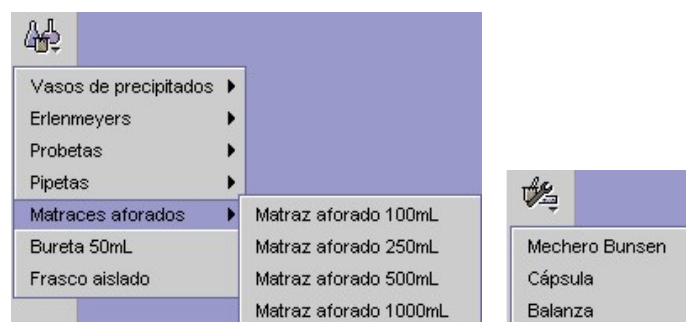 Vasos de precipitados
Erlenmeyers
Probetas
Pipetas
Matraces aforados
Bureta 50mL
Frasco aislado
Matraz aforado 100mL
Matraz aforado 250mL
Matraz aforado 500mL
Matraz aforado 1000mL
Mechero Bunsen
Cápsula
Balanza